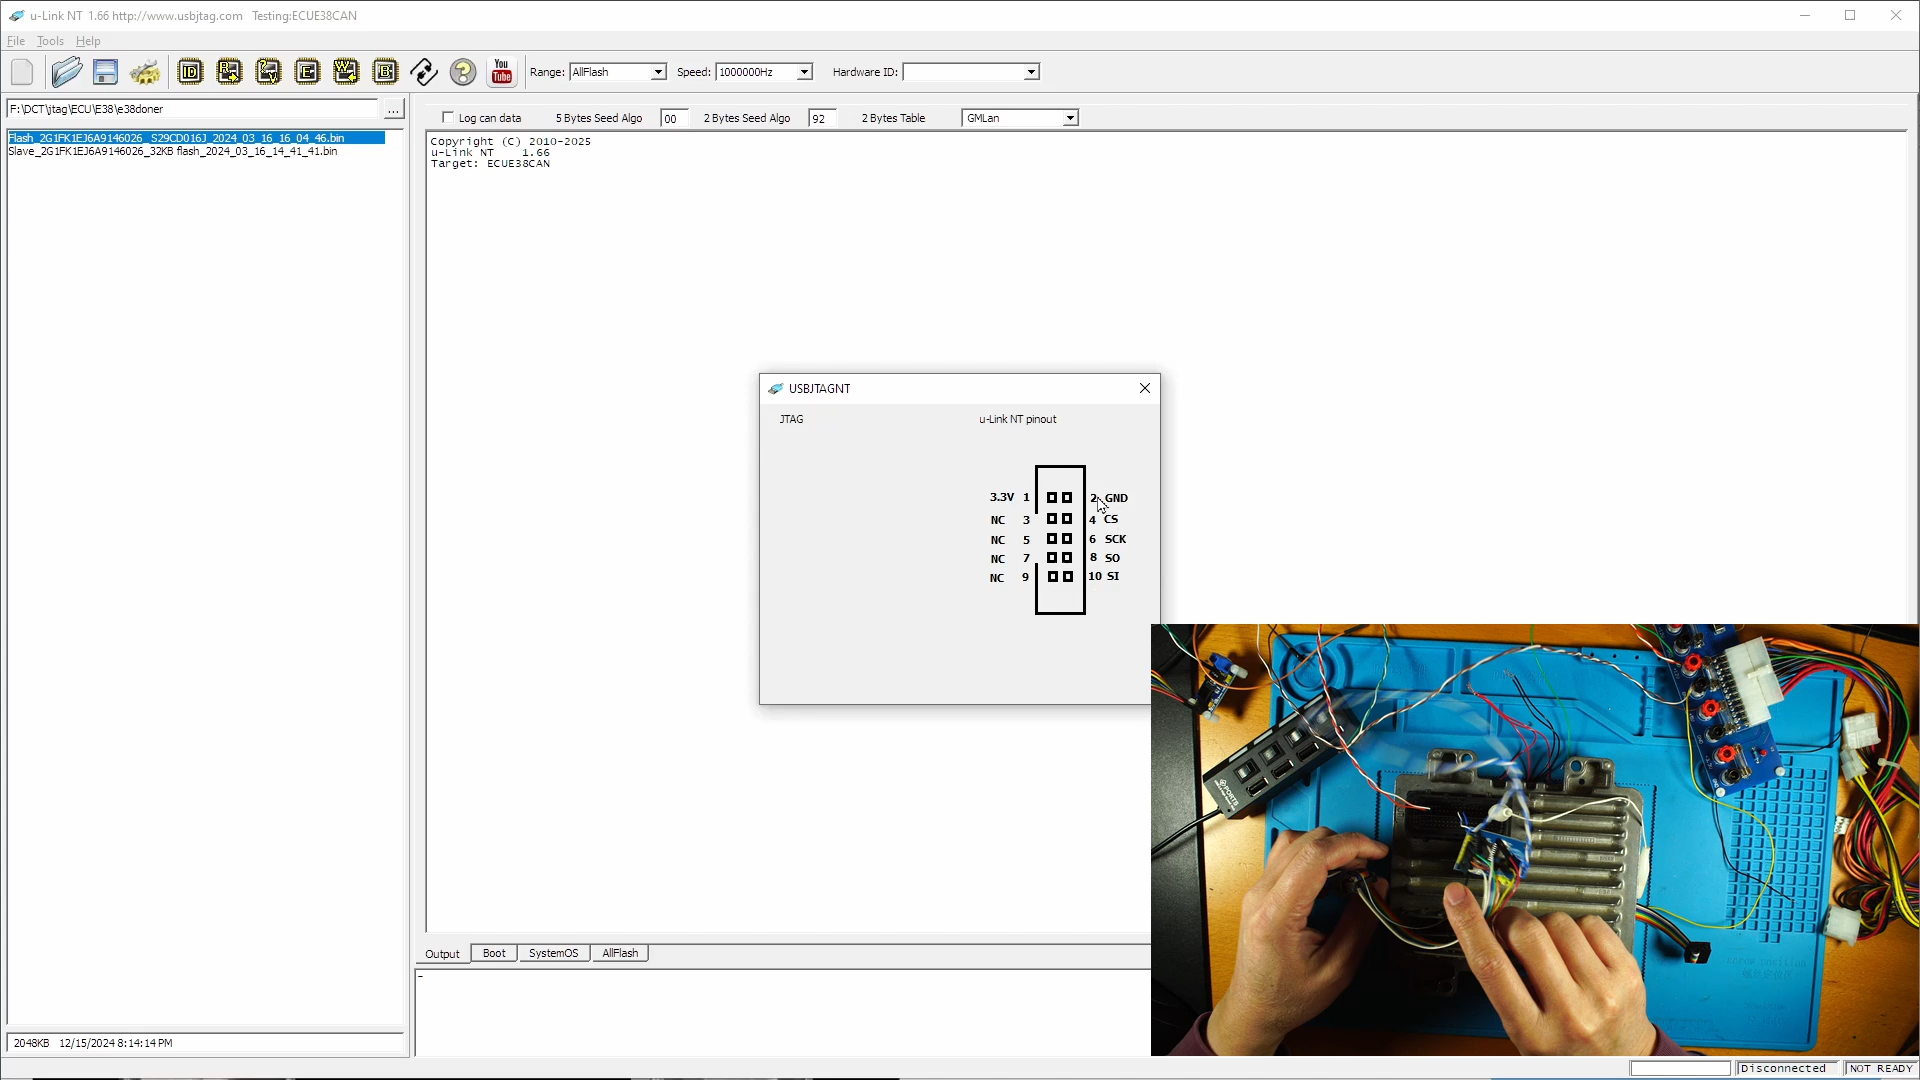 u-Link NT 1.66 http://www.usbjtag.com Testing:ECUE38CAN
File Tools Help
ID R V E W B ? You Tube Range: AllFlash Speed: 1000000Hz Hardware ID:
F:\DCT\jtag\ECU\E38\e38doner ...
Flash_2G1FK1EJ6A9146026_S29CD016J_2024_03_16_16_04_46.bin
Slave_2G1FK1EJ6A9146026_32KB flash_2024_03_16_14_41_41.bin
Log can data 5 Bytes Seed Algo 00 2 Bytes Seed Algo 92 2 Bytes Table GMLan
Copyright (C) 2010-2025
u-Link NT 1.66
Target: ECUE38CAN
USBJTAGNT
JTAG u-Link NT pinout
3.3V 1 2 GND
NC 3 4 CS
NC 5 6 SCK
NC 7 8 SO
NC 9 10 SI
Output Boot SystemOS AllFlash
-
2048KB 12/15/2024 8:14:14 PM
Disconnected NOT READY